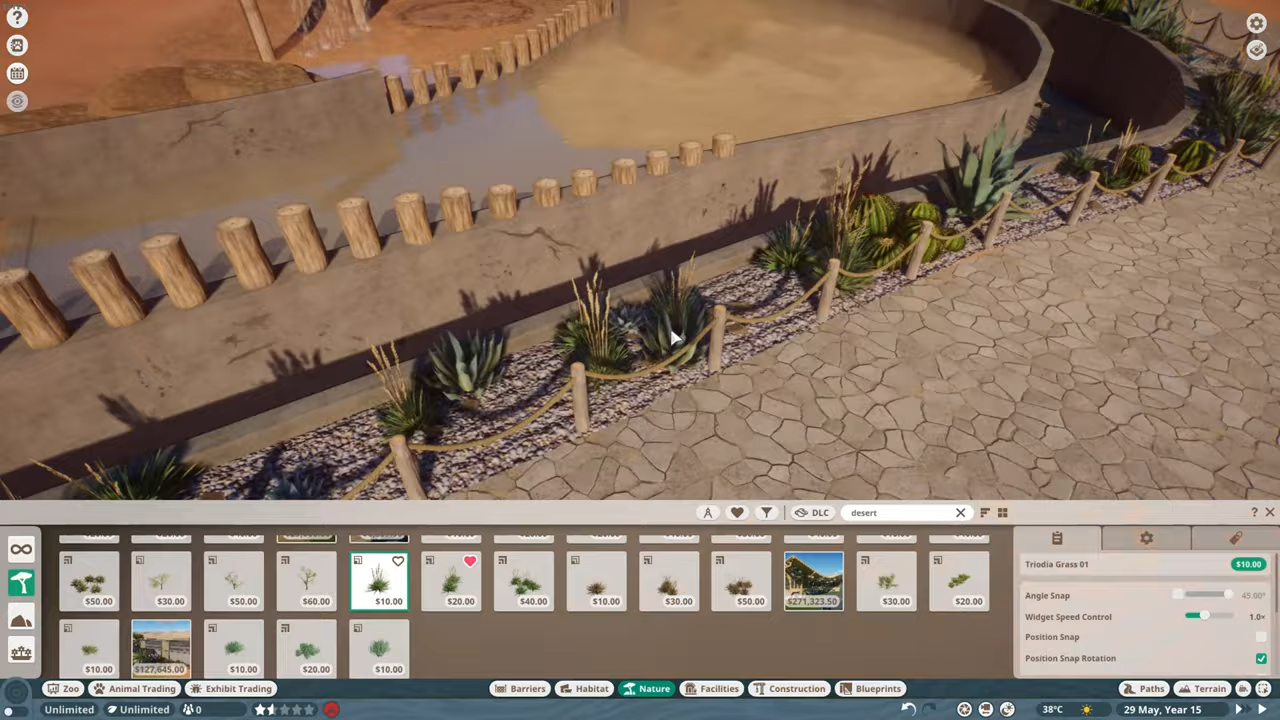 DLC
desert
$50.00
$30.00
$50.00
$60.00
$10.00
$20.00
$40.00
$10.00
$30.00
$50.00
$271,323.50
$30.00
$20.00
$10.00
$127,645.00
$10.00
$20.00
$10.00
Triodia Grass 01
$10.00
Angle Snap
45.00°
Widget Speed Control
1.0×
Position Snap
Position Snap Rotation
Zoo
Animal Trading
Exhibit Trading
Barriers
Habitat
Nature
Facilities
Construction
Blueprints
Paths
Terrain
Unlimited
Unlimited
0
38°C
29 May, Year 15